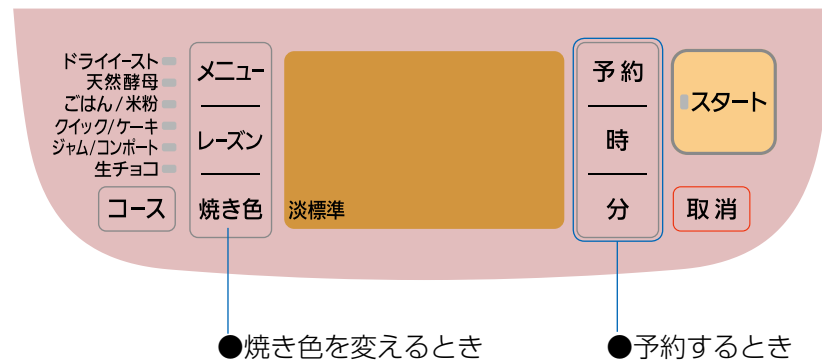 ドライイースト
天然酵母
ごはん/米粉
クイック/ケーキ
ジャム/コンポート
生チョコ
コース
メニュー
レーズン
焼き色
淡標準
予約
時
分
スタート
取消
●焼き色を変えるとき
●予約するとき